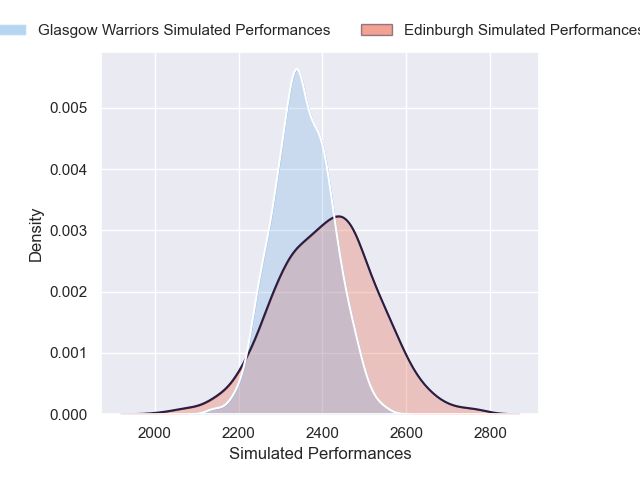 Glasgow Warriors Simulated Performances
Edinburgh Simulated Performances
0.005
0.004
0.003
0.002
0.001
0.000
Density
2000 2200 2400 2600 2800
Simulated Performances